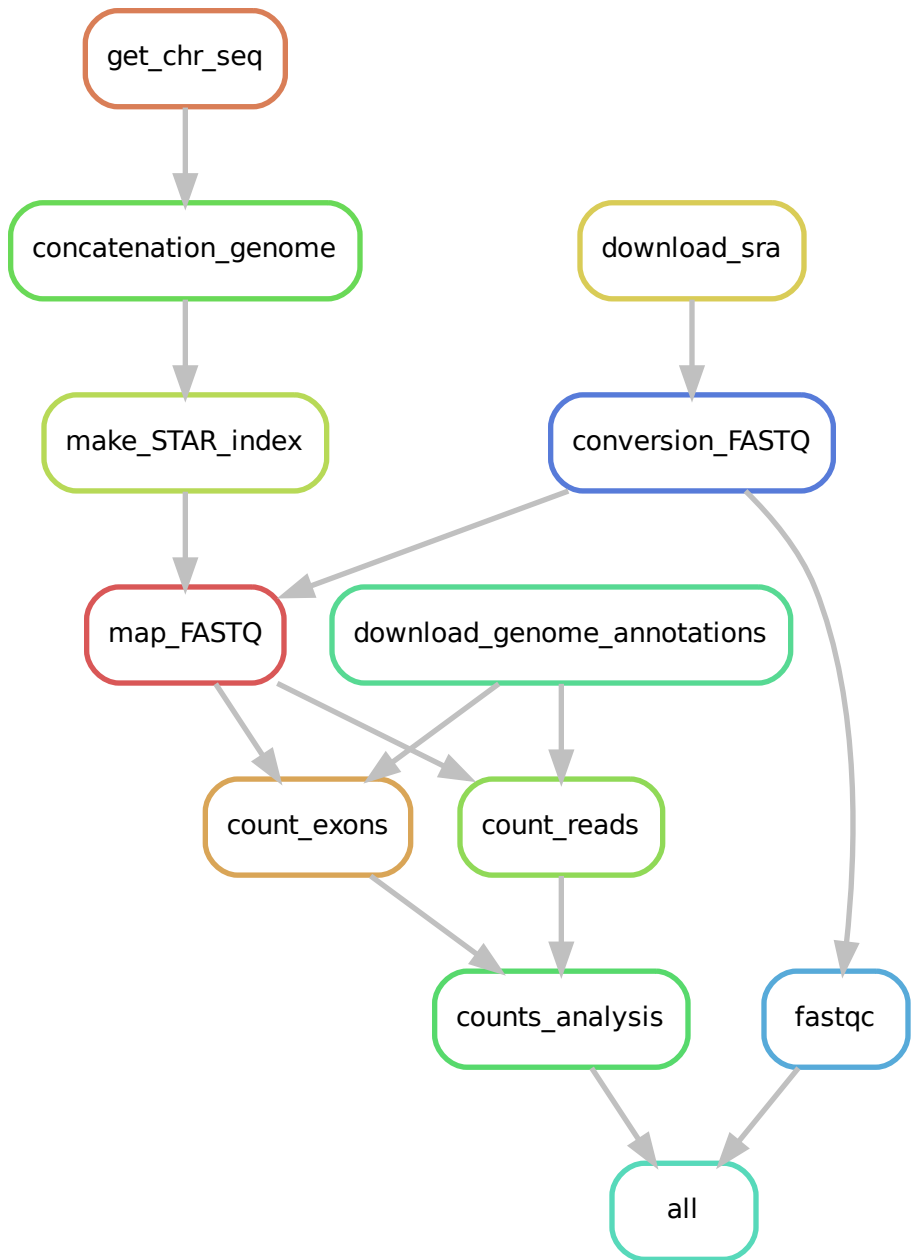 get_chr_seq
concatenation_genome
download_sra
make_STAR_index
conversion_FASTQ
map_FASTQ
download_genome_annotations
count_exons
count_reads
counts_analysis
fastqc
all